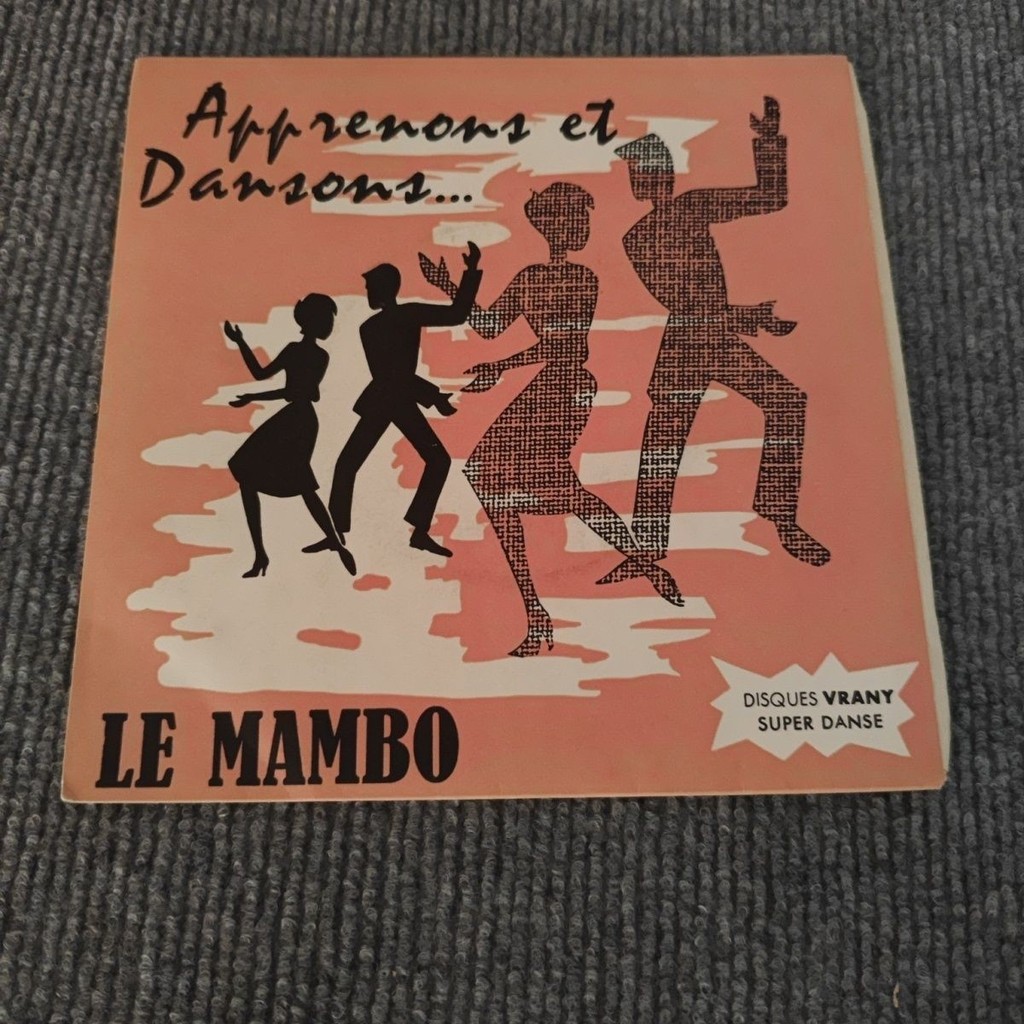 Apprenons et
Dansons...
LE MAMBO
DISQUES VRANY
SUPER DANSE